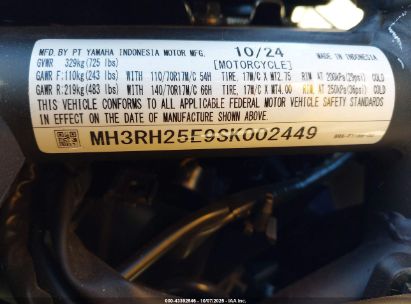 MFD. BY PT YAMAHA INDONESIA MOTOR MFG. 10/24 MADE IN INDONESIA
GVWR 329kg(725 lbs) [MOTORCYCLE]
GAWR F:110kg(243 lbs) WITH 110/70R17M/C 54H TIRE, 17M/C X MT2.75 RIM AT 200kPa(29psi) COLD
GAWR R:219kg(483 lbs) WITH 140/70R17M/C 66H TIRE, 17M/C X MT4.00 RIM AT 250kPa(36psi) COLD
THIS VEHICLE CONFORMS TO ALL APPLICABLE FEDERAL MOTOR VEHICLE SAFETY STANDARDS
IN EFFECT ON THE DATE OF MANUFACTURE SHOWN ABOVE.
MH3RH25E9SK002449
000-43392546 - 10/07/2025 - IAA Inc.